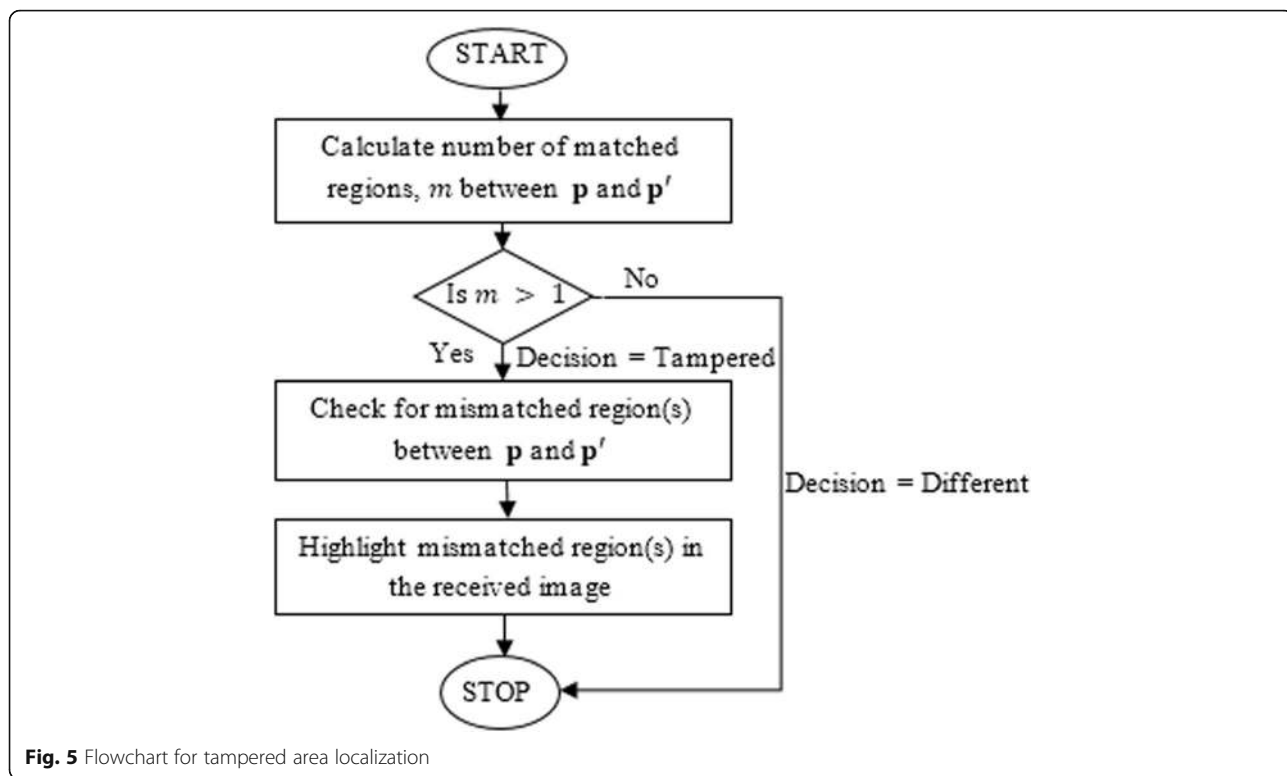 START
Calculate number of matched
regions, m between p and p′
Is m > 1
No
Yes
Decision = Tampered
Check for mismatched region(s)
between p and p′
Decision = Different
Highlight mismatched region(s) in
the received image
STOP
Fig. 5 Flowchart for tampered area localization